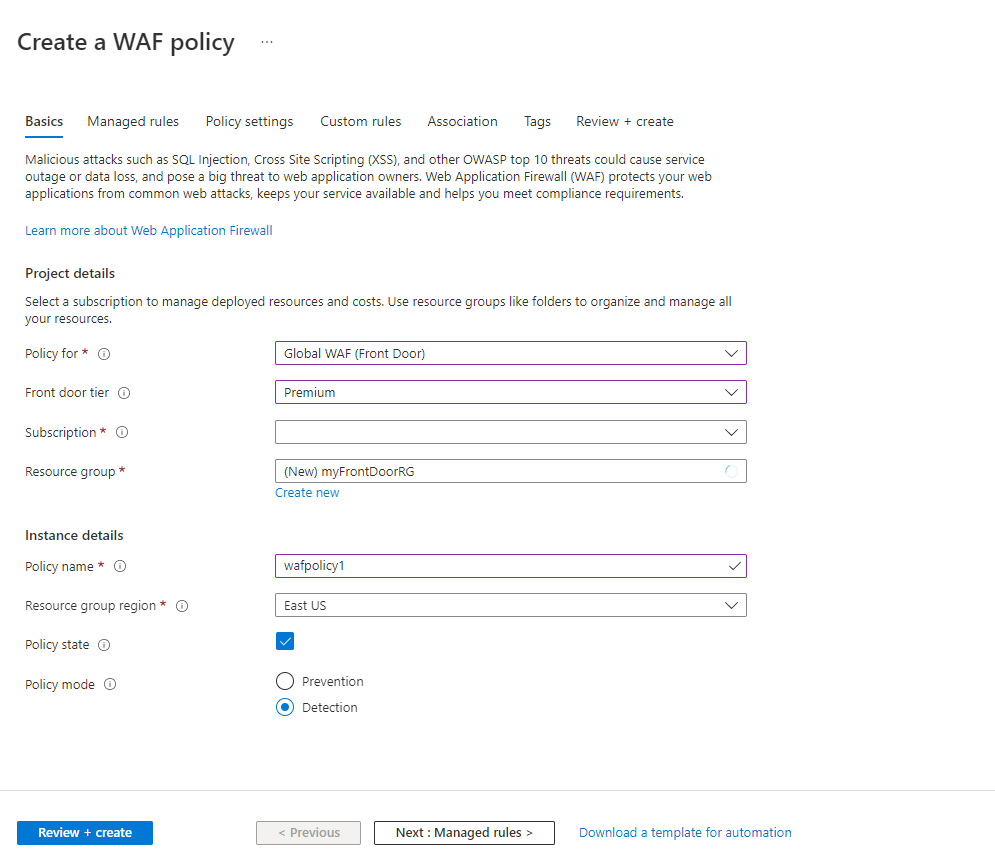 Create a WAF policy ...
Basics Managed rules Policy settings Custom rules Association Tags Review + create
Malicious attacks such as SQL Injection, Cross Site Scripting (XSS), and other OWASP top 10 threats could cause service
outage or data loss, and pose a big threat to web application owners. Web Application Firewall (WAF) protects your web
applications from common web attacks, keeps your service available and helps you meet compliance requirements.
Learn more about Web Application Firewall
Project details
Select a subscription to manage deployed resources and costs. Use resource groups like folders to organize and manage all
your resources.
Policy for * Global WAF (Front Door)
Front door tier Premium
Subscription *
Resource group * (New) myFrontDoorRG
Create new
Instance details
Policy name * wafpolicy1
Resource group region * East US
Policy state
Policy mode Prevention
Detection
Review + create < Previous Next : Managed rules > Download a template for automation